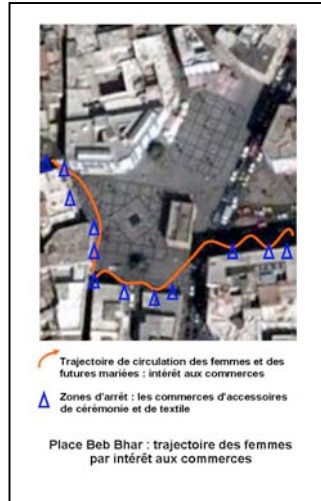 Trajectoire de circulation des femmes et des
futures mariées : intérêt aux commerces
Zones d'arrêt : les commerces d'accessoires
de cérémonie et de textile
Place Beb Bhar : trajectoire des femmes
par intérêt aux commerces